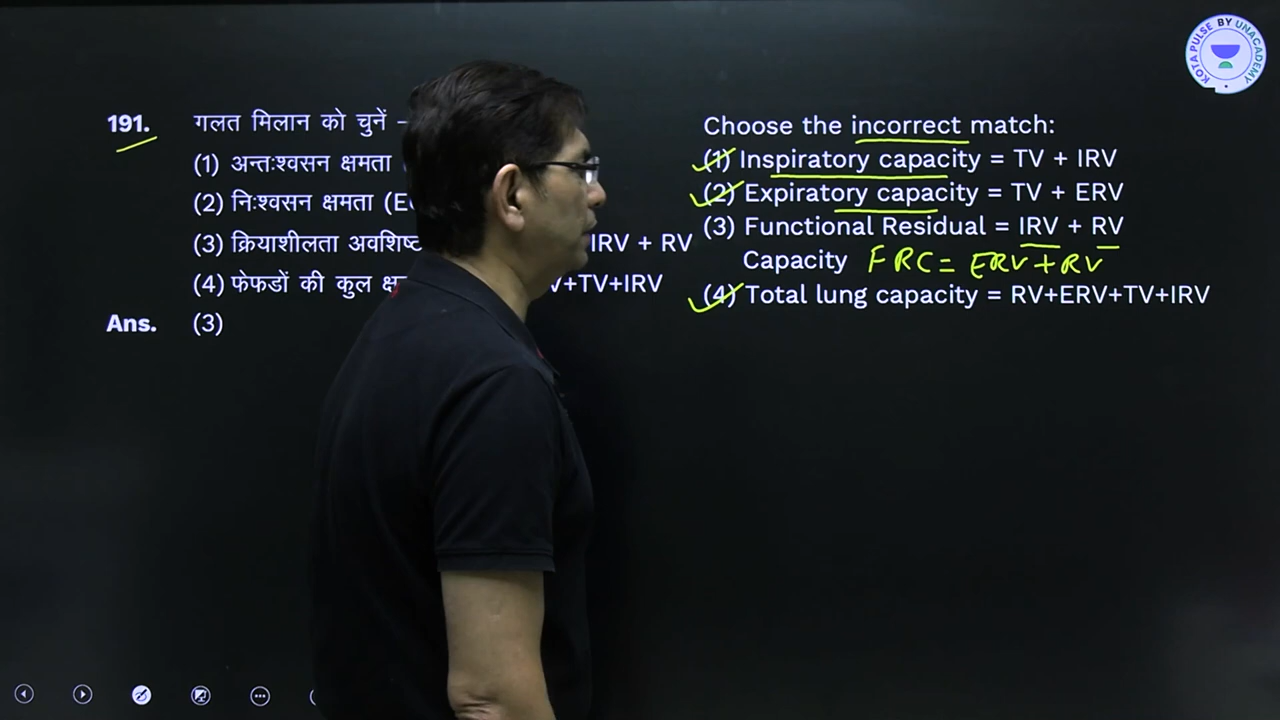 191. गलत मिलान को चुनें –
(1) अन्तःश्वसन क्षमता
(2) निःश्वसन क्षमता
(3) क्रियाशीलता अवशिष्ट IRV + RV
(4) फेफडों की कुल +TV+IRV
Ans. (3)
Choose the incorrect match:
(1) Inspiratory capacity = TV + IRV
(2) Expiratory capacity = TV + ERV
(3) Functional Residual = IRV + RV
Capacity FRC = ERV + RV
(4) Total lung capacity = RV+ERV+TV+IRV
KOTA PULSE BY UNACADEMY